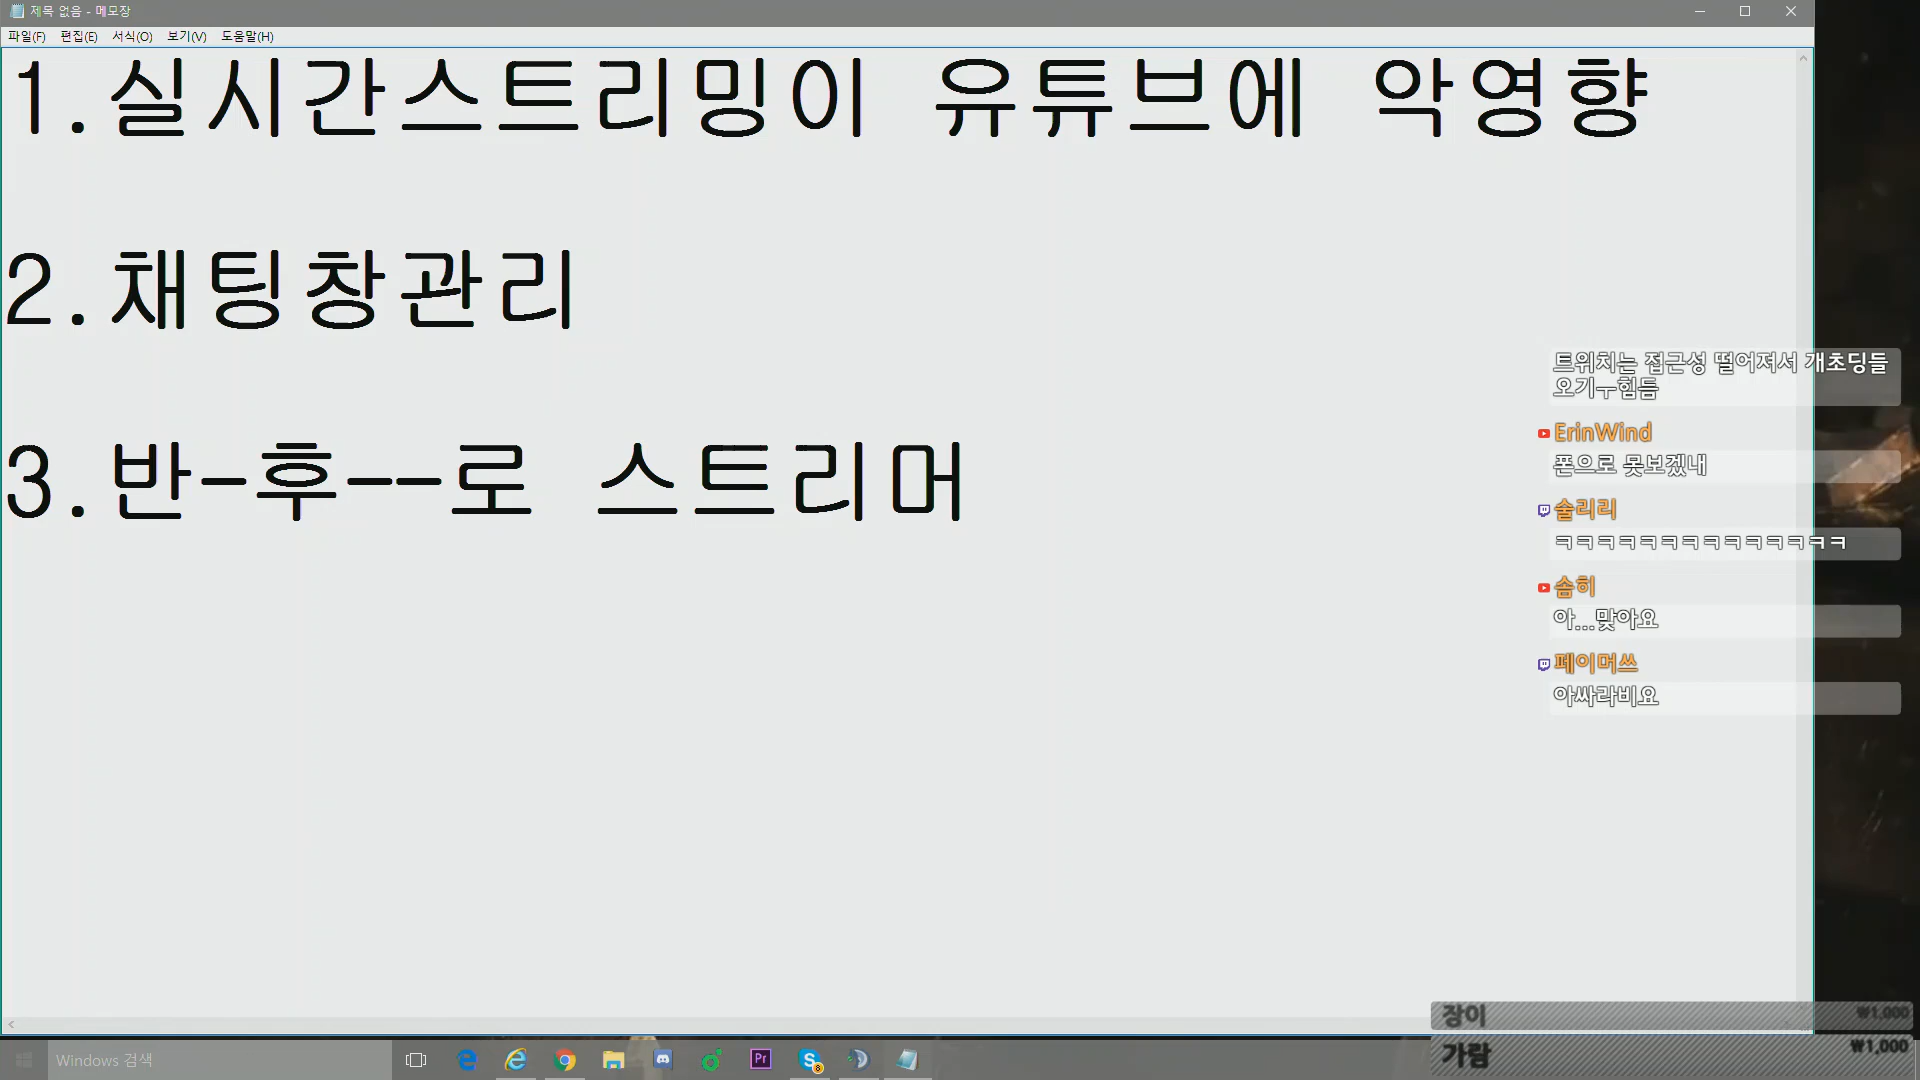 제목 없음 - 메모장
파일(F) 편집(E) 서식(O) 보기(V) 도움말(H)
1.실시간스트리밍이 유튜브에 악영향
2.채팅창관리
3.반-후--로 스트리머
트위치는 접근성 떨어져서 개초딩들
오기ㅜ힘듬
ErinWind
폰으로 못보겠내
술리리
ㅋㅋㅋㅋㅋㅋㅋㅋㅋㅋㅋㅋㅋㅋ
솜히
아...맞아요
페이머쓰
아싸라비요
장이 ₩1,000
가람 ₩1,000
Windows 검색
Pr
8